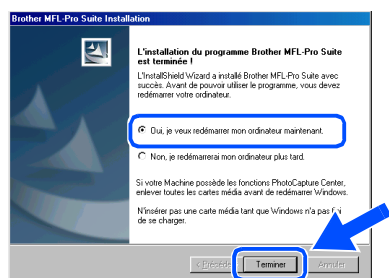 Brother MFL-Pro Suite Installation
L'installation du programme Brother MFL-Pro Suite
est terminée !
L'InstallShield Wizard a installé Brother MFL-Pro Suite avec
succès. Avant de pouvoir utiliser le programme, vous devez
redémarrer votre ordinateur.
Oui, je veux redémarrer mon ordinateur maintenant.
Non, je redémarrerai mon ordinateur plus tard.
Si votre Machine possède les fonctions PhotoCapture Center,
enlever toutes les cartes média avant de redémarrer Windows.
N'insérer pas une carte média tant que Windows n'a pas fini
de se charger.
< Précédent Terminer Annuler